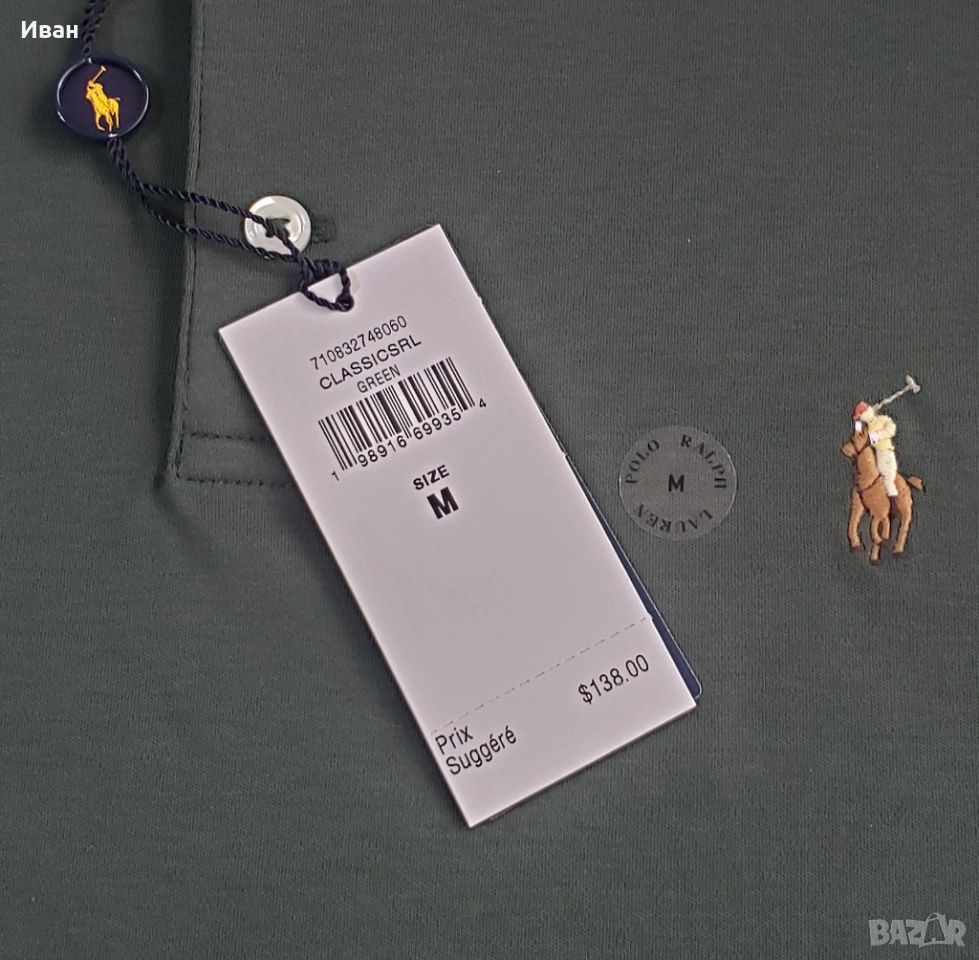 Иван
710832748060
CLASSICSRL
GREEN
1 98916 69935 4
SIZE
M
POLO RALPH LAUREN
M
$138.00
Prix
Suggéré
BAZAR